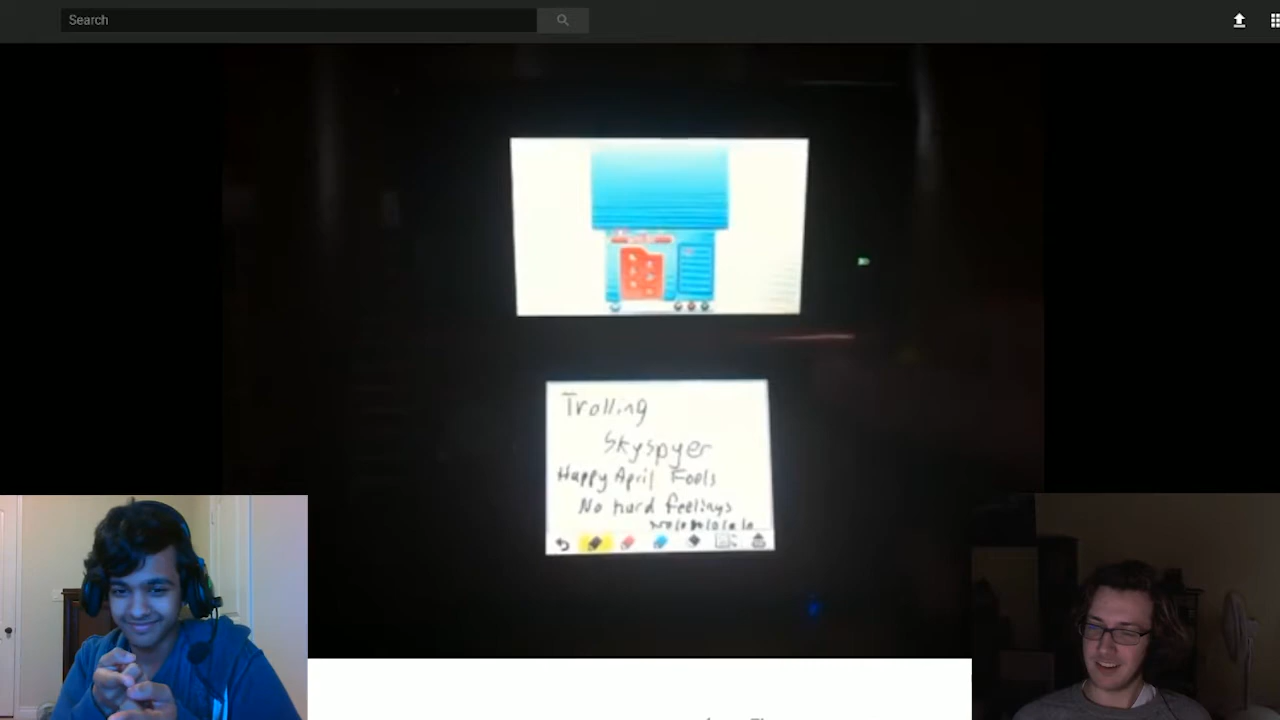 Search
Trolling
Skyspyer
Happy April Fools
No hard feelings